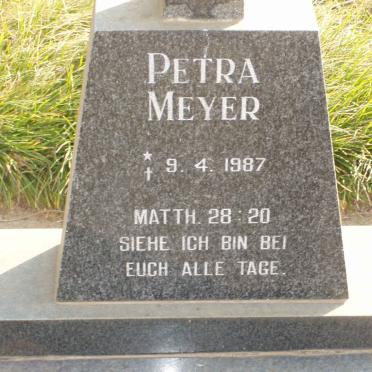 PETRA
MEYER
* † 9. 4. 1987
MATTH. 28:20
SIEHE ICH BIN BEI
EUCH ALLE TAGE.